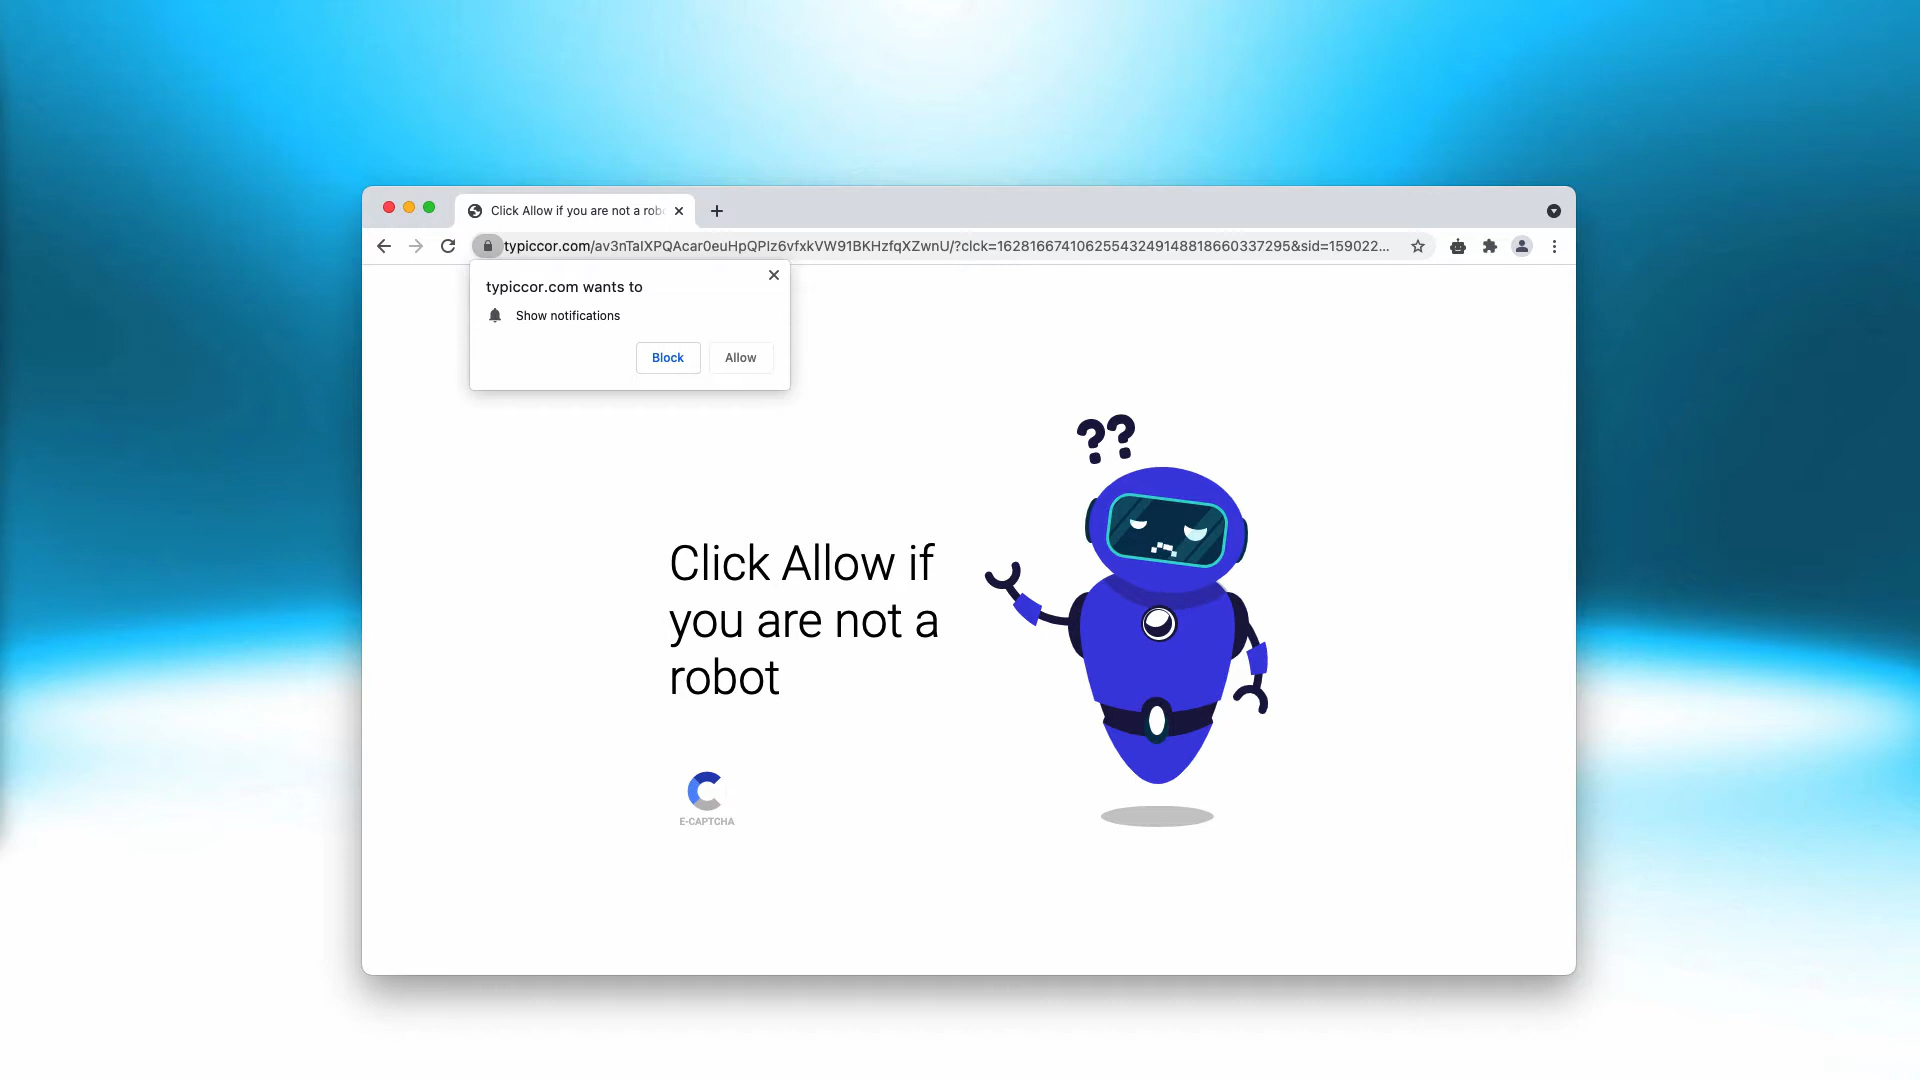 Click Allow if you are not a rob
typiccor.com/av3nTaIXPQAcar0euHpQPIz6vfxkVW91BKHzfqXZwnU/?clck=16281667410625543249148818660337295&sid=159022...
typiccor.com wants to
Show notifications
Block Allow
??
Click Allow if
you are not a
robot
E-CAPTCHA